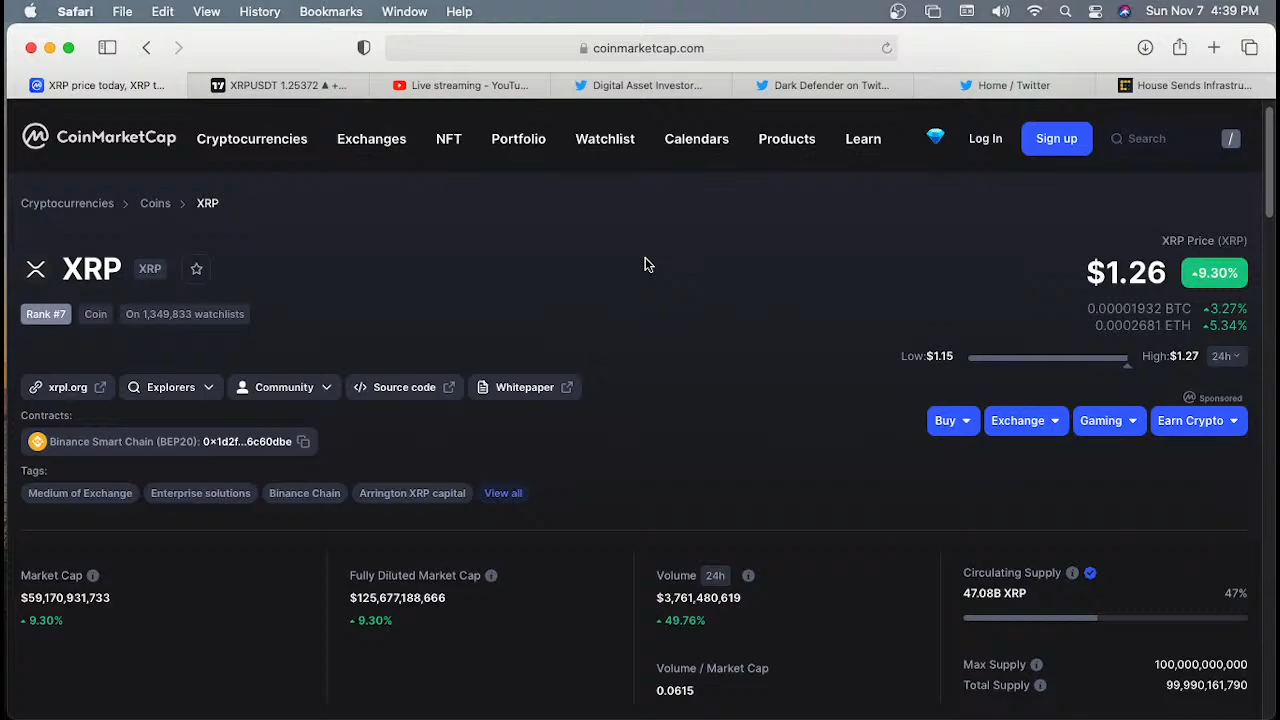 Safari File Edit View History Bookmarks Window Help Sun Nov 7 4:39 PM
coinmarketcap.com
XRP price today, XRP t... XRPUSDT 1.25372 ▲ +... Live streaming - YouTu... Digital Asset Investor... Dark Defender on Twit... Home / Twitter House Sends Infrastru...
CoinMarketCap Cryptocurrencies Exchanges NFT Portfolio Watchlist Calendars Products Learn Log In Sign up Search /
Cryptocurrencies > Coins > XRP
XRP Price (XRP)
XRP XRP $1.26 9.30%
Rank #7 Coin On 1,349,833 watchlists
0.00001932 BTC 3.27%
0.0002681 ETH 5.34%
Low:$1.15 High:$1.27 24h
xrpl.org Explorers Community Source code Whitepaper
Sponsored
Contracts:
Buy Exchange Gaming Earn Crypto
Binance Smart Chain (BEP20): 0x1d2f...6c60dbe
Tags:
Medium of Exchange Enterprise solutions Binance Chain Arrington XRP capital View all
Market Cap Fully Diluted Market Cap Volume 24h Circulating Supply
$59,170,931,733 $125,677,188,666 $3,761,480,619 47.08B XRP 47%
9.30% 9.30% 49.76%
Volume / Market Cap Max Supply 100,000,000,000
0.0615 Total Supply 99,990,161,790